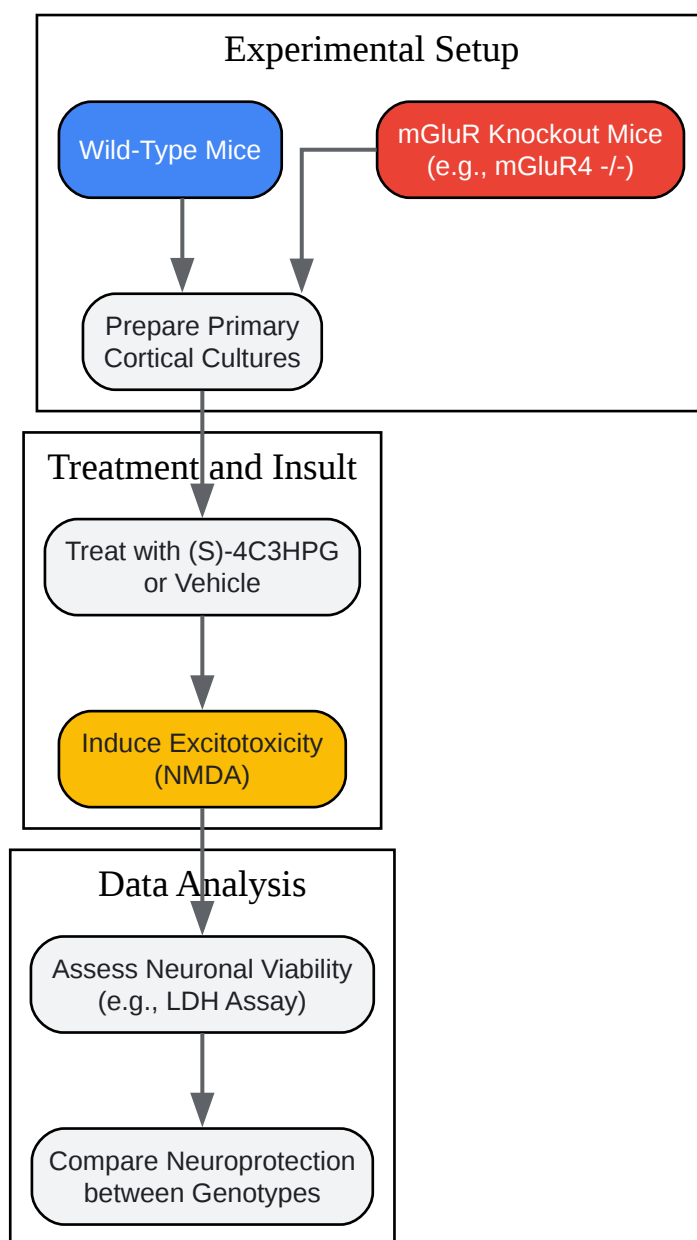 Experimental Setup
Wild-Type Mice
mGluR Knockout Mice
(e.g., mGluR4 -/-)
Prepare Primary
Cortical Cultures
Treatment and Insult
Treat with (S)-4C3HPG
or Vehicle
Induce Excitotoxicity
(NMDA)
Data Analysis
Assess Neuronal Viability
(e.g., LDH Assay)
Compare Neuroprotection
between Genotypes